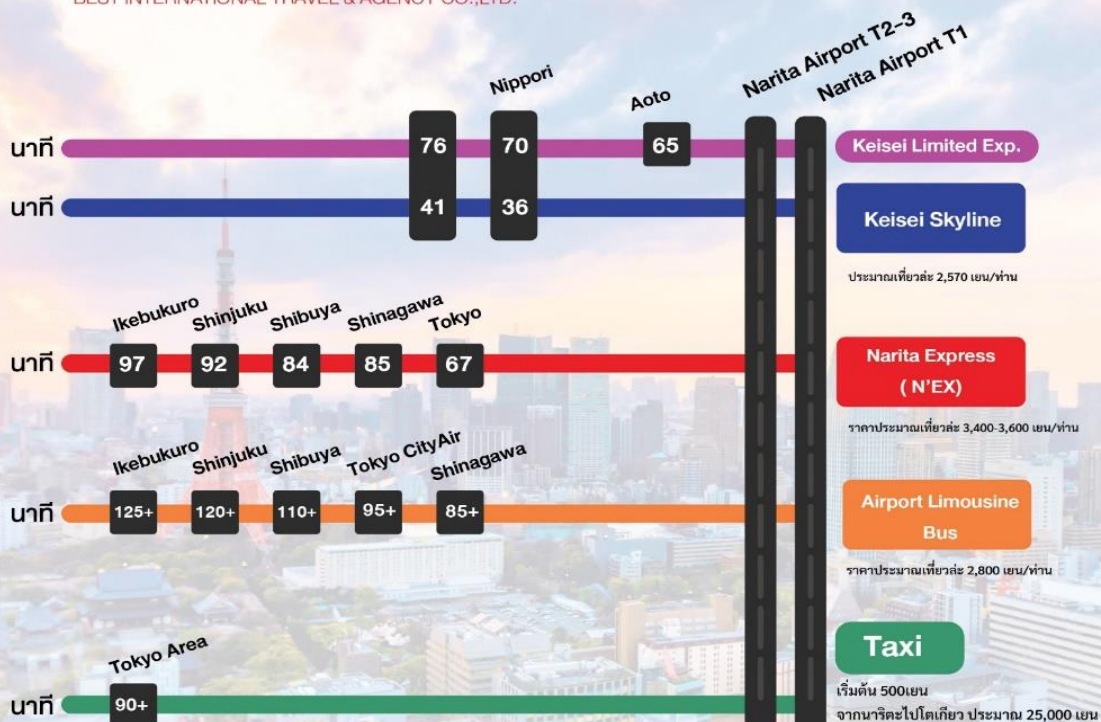 BEST INTERNATIONAL TRAVEL & AGENCY CO.,LTD.
Narita Airport T2-3
Narita Airport T1
Nippori
Aoto
นาที
76
70
65
Keisei Limited Exp.
นาที
41
36
Keisei Skyline
ประมาณเที่ยวล่ะ 2,570 เยน/ท่าน
Ikebukuro
Shinjuku
Shibuya
Shinagawa
Tokyo
นาที
97
92
84
85
67
Narita Express
( N'EX)
ราคาประมาณเที่ยวล่ะ 3,400-3,600 เยน/ท่าน
Ikebukuro
Shinjuku
Shibuya
Tokyo CityAir
Shinagawa
นาที
125+
120+
110+
95+
85+
Airport Limousine
Bus
ราคาประมาณเที่ยวล่ะ 2,800 เยน/ท่าน
Tokyo Area
นาที
90+
Taxi
เริ่มต้น 500เยน
จากนาริตะไปโตเกียว ประมาณ 25,000 เยน